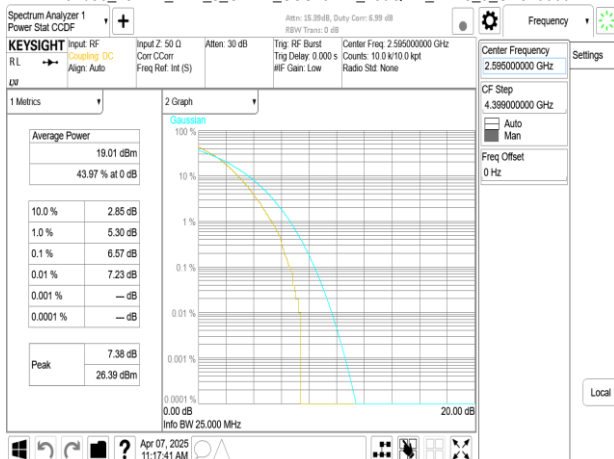 Spectrum Analyzer 1
Power Stat CCDF
Attn: 15.39dB, Duty Corr: 6.99 dB
RBW Trans: 0 dB
Frequency
KEYSIGHT
RL
LXI
Input: RF
Coupling: DC
Align: Auto
Input Z: 50 Ω
Corr CCorr
Freq Ref: Int (S)
Atten: 30 dB
Trig: RF Burst
Trig Delay: 0.000 s
#IF Gain: Low
Center Freq: 2.595000000 GHz
Counts: 10.0 k/10.0 kpt
Radio Std: None
Center Frequency
2.595000000 GHz
Settings
CF Step
4.399000000 GHz
Auto
Man
Freq Offset
0 Hz
1 Metrics
Average Power
19.01 dBm
43.97 % at 0 dB
10.0 % 2.85 dB
1.0 % 5.30 dB
0.1 % 6.57 dB
0.01 % 7.23 dB
0.001 % --- dB
0.0001 % --- dB
Peak
7.38 dB
26.39 dBm
2 Graph
Gaussian
100 %
10 %
1 %
0.1 %
0.01 %
0.001 %
0.0001 %
0.00 dB 20.00 dB
Info BW 25.000 MHz
Local
?
Apr 07, 2025
11:17:41 AM